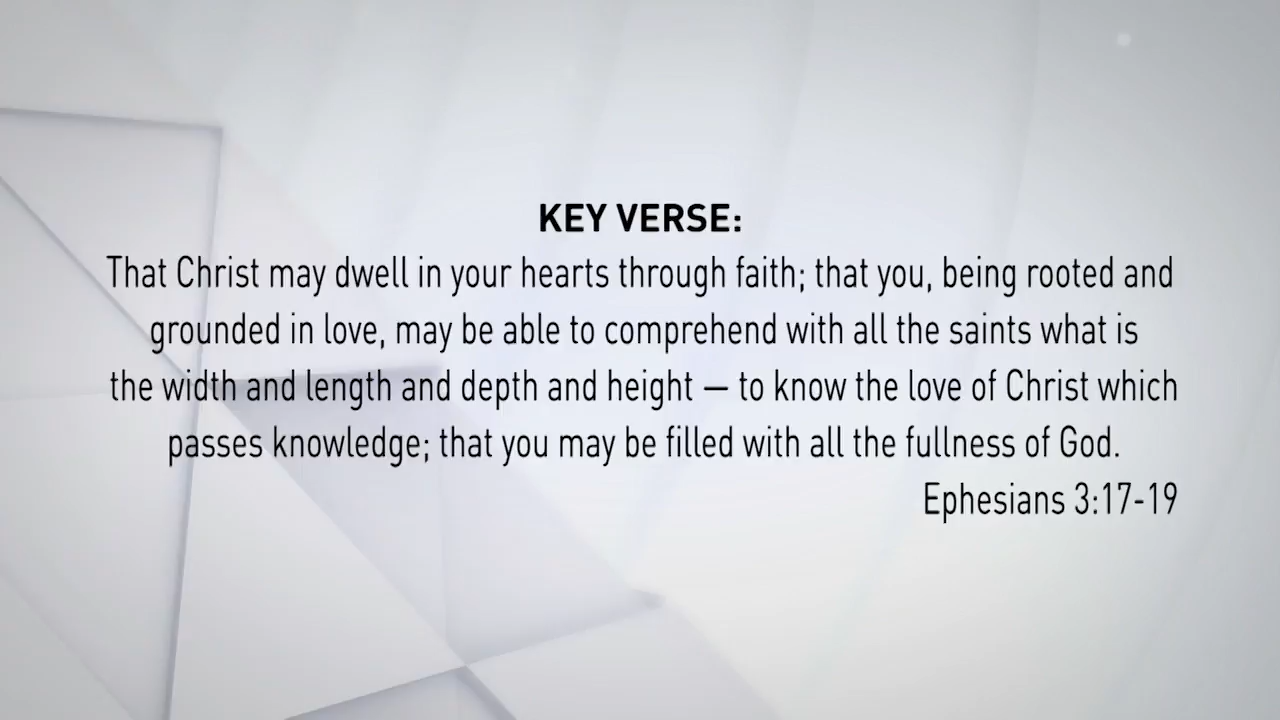 KEY VERSE:
That Christ may dwell in your hearts through faith; that you, being rooted and
grounded in love, may be able to comprehend with all the saints what is
the width and length and depth and height — to know the love of Christ which
passes knowledge; that you may be filled with all the fullness of God.
Ephesians 3:17-19